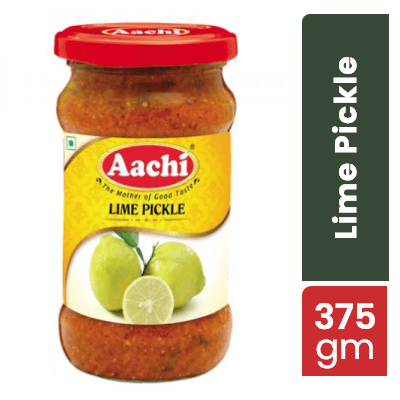 Aachi
Aachi
®
The Mother of Good Taste
LIME PICKLE
Lime Pickle
375
gm